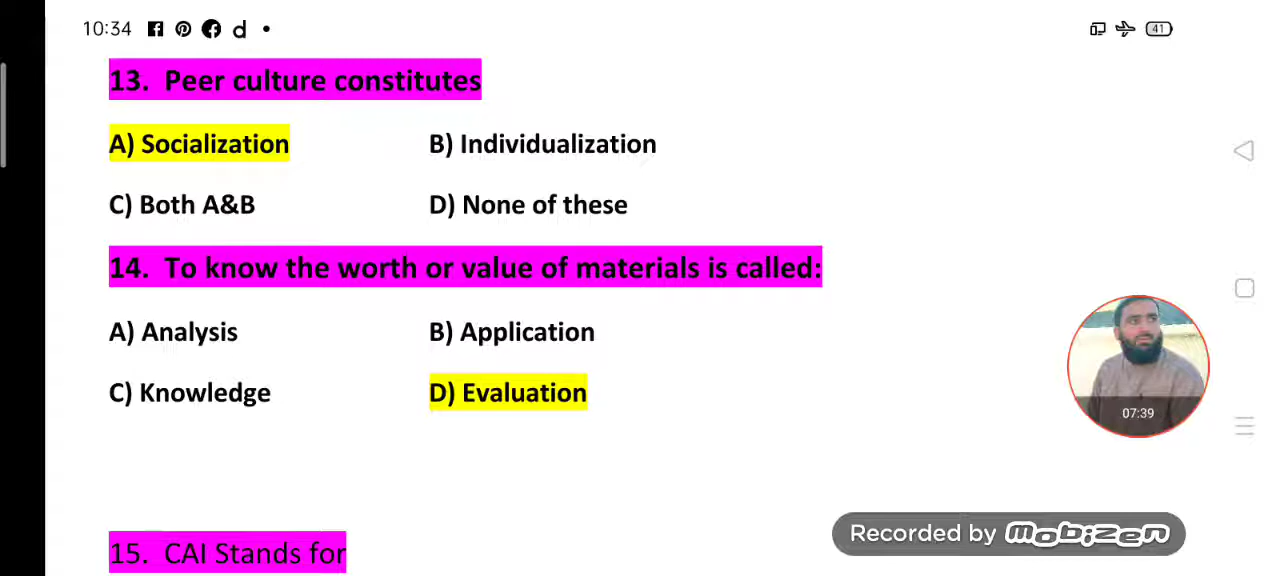 10:34 d 41
13. Peer culture constitutes
A) Socialization B) Individualization
C) Both A&B D) None of these
14. To know the worth or value of materials is called:
A) Analysis B) Application
C) Knowledge D) Evaluation
07:39
Recorded by mobizen
15. CAI Stands for